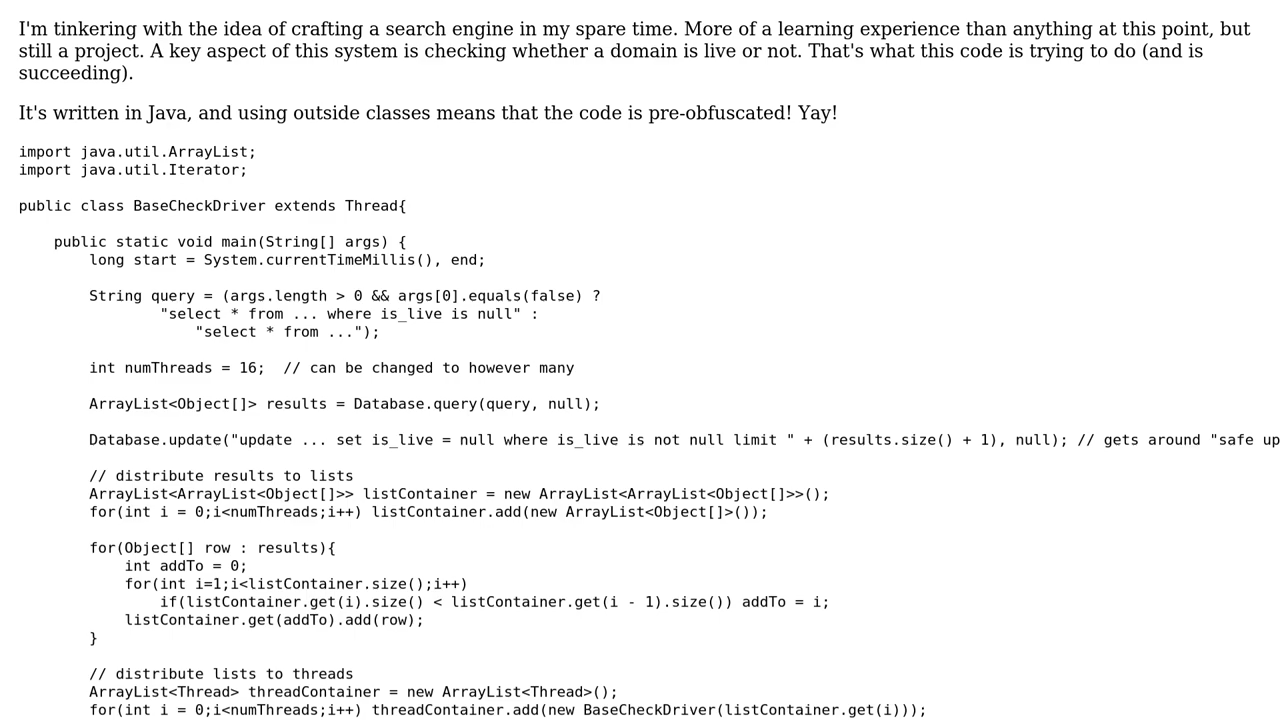 I'm tinkering with the idea of crafting a search engine in my spare time. More of a learning experience than anything at this point, but
still a project. A key aspect of this system is checking whether a domain is live or not. That's what this code is trying to do (and is
succeeding).
It's written in Java, and using outside classes means that the code is pre-obfuscated! Yay!
import java.util.ArrayList;
import java.util.Iterator;
public class BaseCheckDriver extends Thread{
    public static void main(String[] args) {
        long start = System.currentTimeMillis(), end;
        String query = (args.length > 0 && args[0].equals(false) ?
                "select * from ... where is_live is null" :
                    "select * from ...");
        int numThreads = 16;  // can be changed to however many
        ArrayList<Object[]> results = Database.query(query, null);
        Database.update("update ... set is_live = null where is_live is not null limit " + (results.size() + 1), null); // gets around "safe up
        // distribute results to lists
        ArrayList<ArrayList<Object[]>> listContainer = new ArrayList<ArrayList<Object[]>>();
        for(int i = 0;i<numThreads;i++) listContainer.add(new ArrayList<Object[]>());
        for(Object[] row : results){
            int addTo = 0;
            for(int i=1;i<listContainer.size();i++)
                if(listContainer.get(i).size() < listContainer.get(i - 1).size()) addTo = i;
            listContainer.get(addTo).add(row);
        }
        // distribute lists to threads
        ArrayList<Thread> threadContainer = new ArrayList<Thread>();
        for(int i = 0;i<numThreads;i++) threadContainer.add(new BaseCheckDriver(listContainer.get(i)));